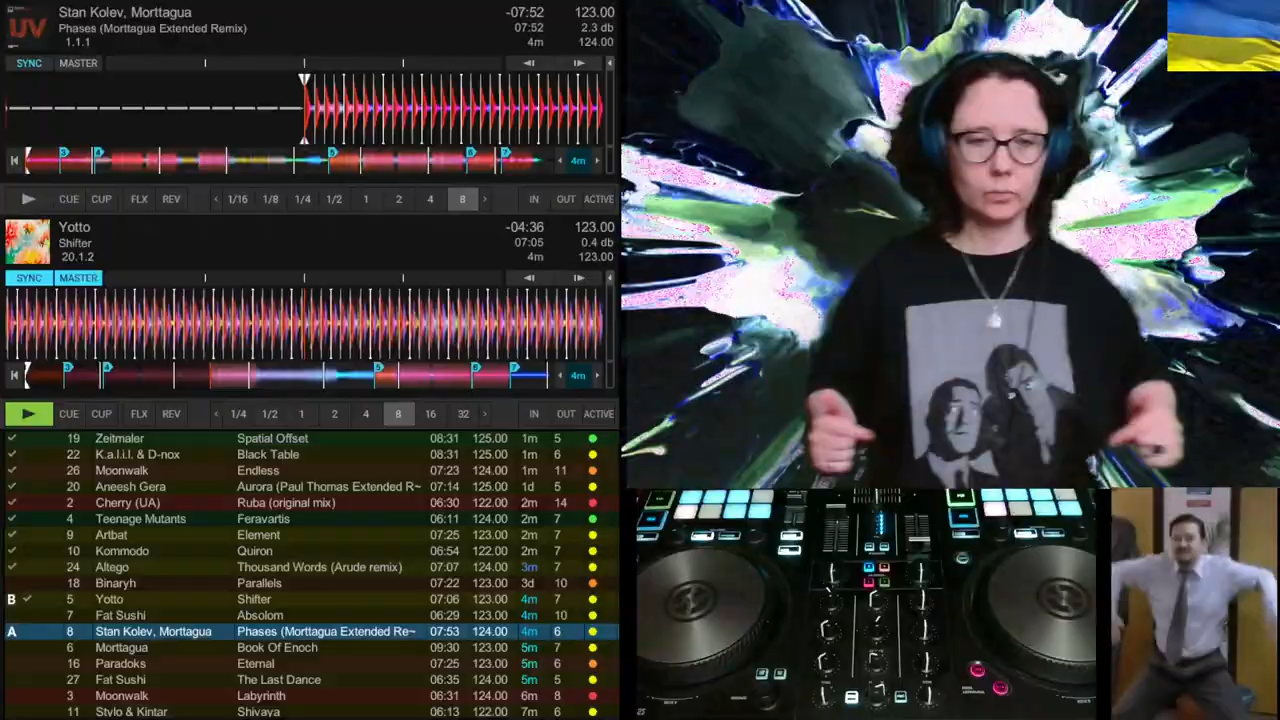 Stan Kolev, Morttagua -07:52 123.00
Phases (Morttagua Extended Remix) 07:52 2.3 db
1.1.1 4m 124.00
SYNC MASTER
3 4 5 6 7 4m
CUE CUP FLX REV 1/16 1/8 1/4 1/2 1 2 4 8 IN OUT ACTIVE
Yotto -04:36 123.00
Shifter 07:05 0.4 db
20.1.2 4m 123.00
SYNC MASTER
3 4 5 6 7 4m
CUE CUP FLX REV 1/4 1/2 1 2 4 8 16 32 IN OUT ACTIVE
19 Zeitmaler Spatial Offset 08:31 125.00 1m 5
22 K.a.l.i.l. & D-nox Black Table 08:31 125.00 1m 6
26 Moonwalk Endless 07:23 124.00 1m 11
20 Aneesh Gera Aurora (Paul Thomas Extended R~ 07:14 125.00 1d 5
2 Cherry (UA) Ruba (original mix) 06:30 122.00 2m 14
4 Teenage Mutants Feravartis 06:11 124.00 2m 7
9 Artbat Element 07:25 123.00 2m 7
10 Kommodo Quiron 06:54 122.00 2m 7
24 Altego Thousand Words (Arude remix) 07:07 124.00 3m 7
18 Binaryh Parallels 07:22 123.00 3d 10
B 5 Yotto Shifter 07:06 123.00 4m 7
7 Fat Sushi Absolom 06:29 123.00 4m 10
A 8 Stan Kolev, Morttagua Phases (Morttagua Extended Re~ 07:53 124.00 4m 6
6 Morttagua Book Of Enoch 09:30 123.00 5m 7
16 Paradoks Eternal 07:25 123.00 5m 6
27 Fat Sushi The Last Dance 06:35 124.00 5m 5
3 Moonwalk Labyrinth 06:31 124.00 6m 8
11 Stylo & Kintar Shivaya 06:13 122.00 7m 6